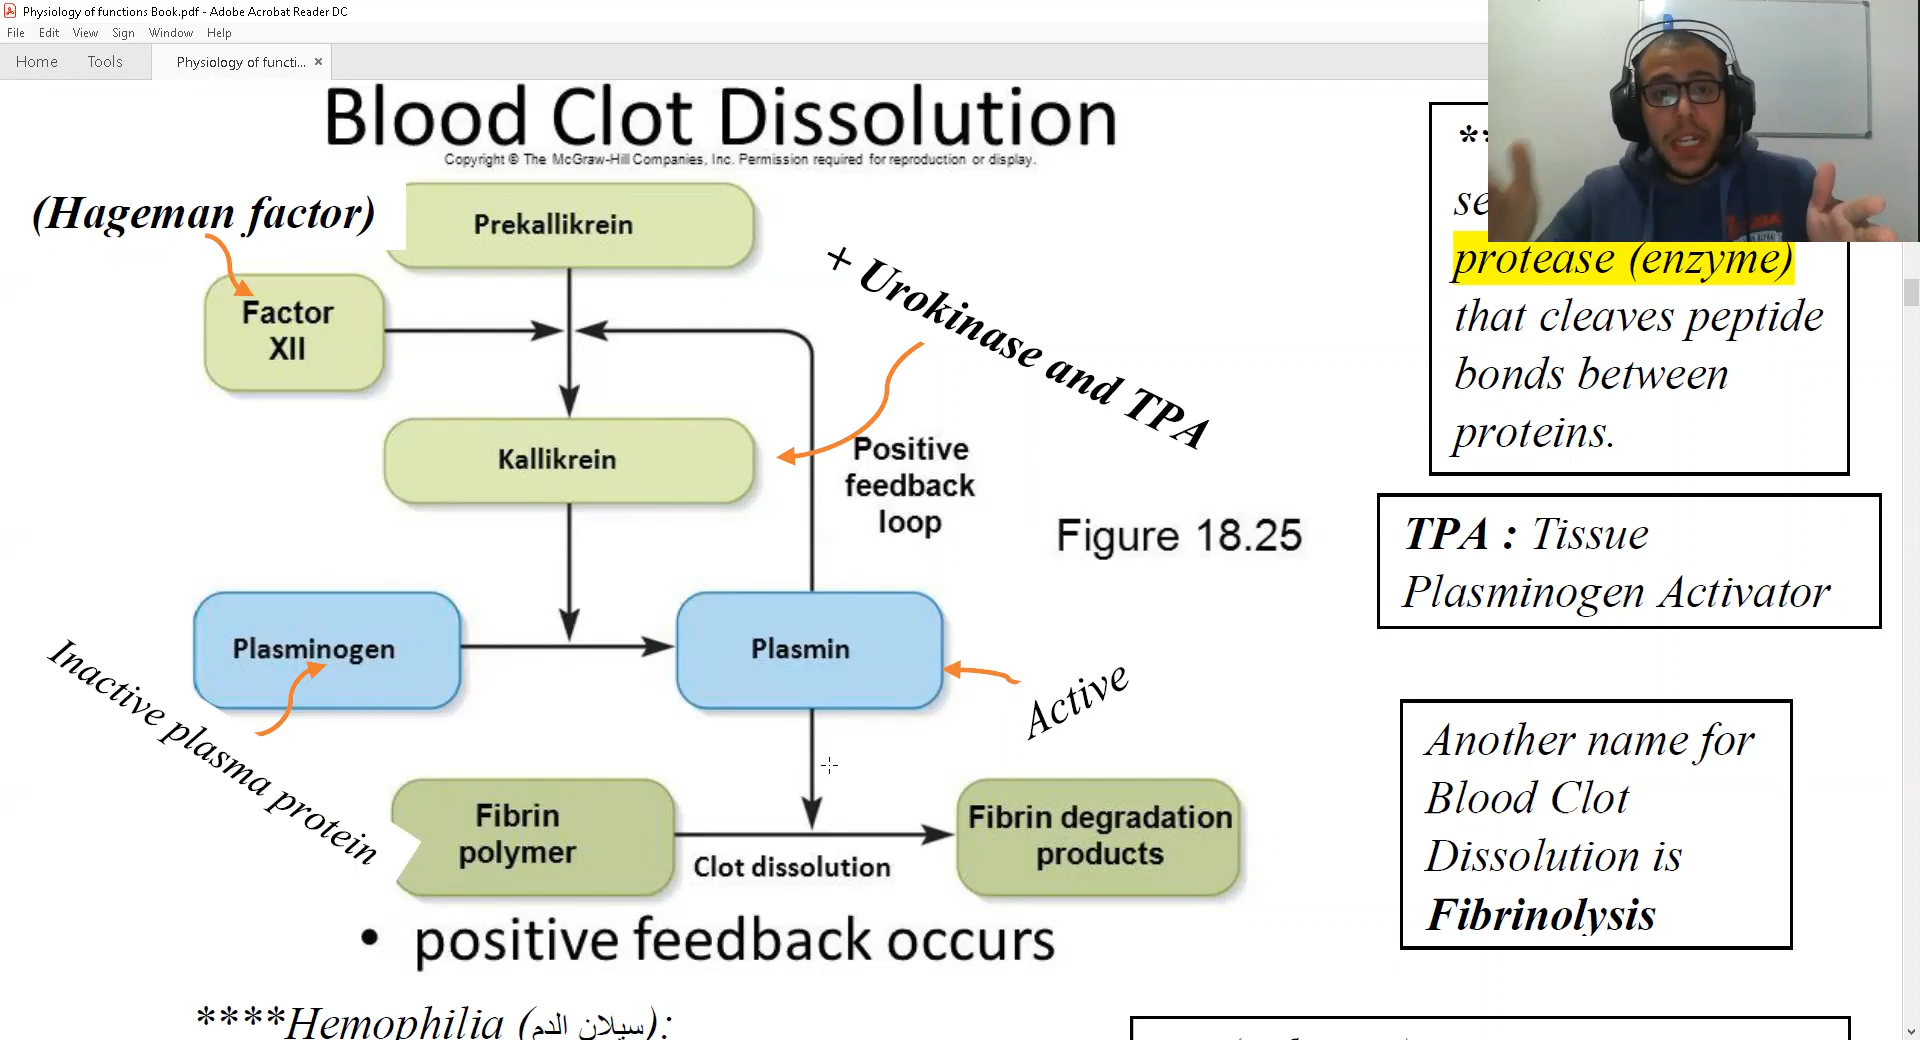 Physiology of functions Book.pdf - Adobe Acrobat Reader DC
File Edit View Sign Window Help
Home Tools Physiology of functi... ×
Blood Clot Dissolution
Copyright © The McGraw-Hill Companies, Inc. Permission required for reproduction or display.
(Hageman factor)
Prekallikrein
Factor
XII
+ Urokinase and TPA
Kallikrein
Positive
feedback
loop
Figure 18.25
Plasminogen
Plasmin
Inactive plasma protein
Active
Fibrin
polymer
Clot dissolution
Fibrin degradation
products
• positive feedback occurs
****Hemophilia (سيلان الدم):
protease (enzyme)
that cleaves peptide
bonds between
proteins.
TPA : Tissue
Plasminogen Activator
Another name for
Blood Clot
Dissolution is
Fibrinolysis